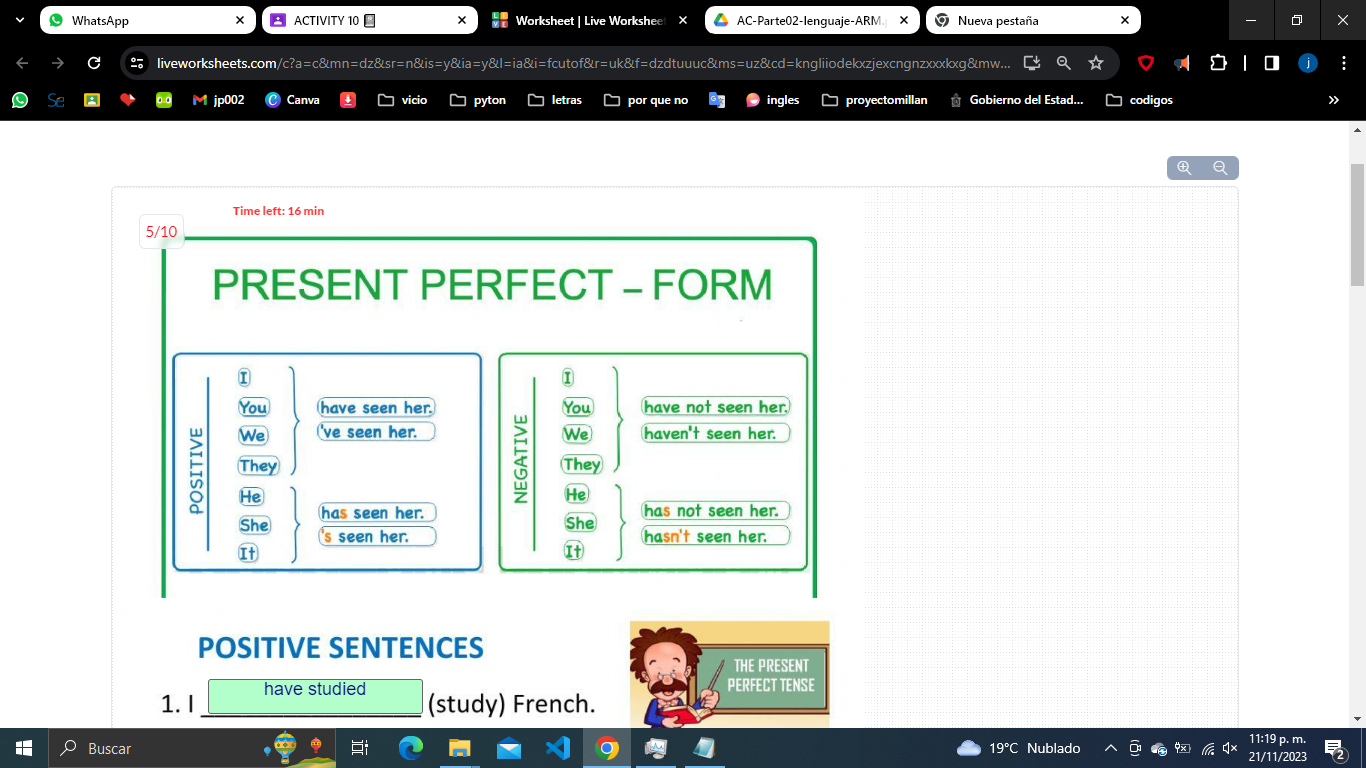 WhatsApp
ACTIVITY 10
Worksheet | Live Workshee
AC-Parte02-lenguaje-ARM.
Nueva pestaña
liveworksheets.com/c?a=c&mn=dz&sr=n&is=y&ia=y&l=ia&i=fcutof&r=uk&f=dzdtuuuc&ms=uz&cd=kngliiodekxzjexcngnzxxxkxg&mw...
j
jp002
Canva
vicio
pyton
letras
por que no
ingles
proyectomillan
Gobierno del Estad...
codigos
»
Time left: 16 min
5/10
PRESENT PERFECT – FORM
POSITIVE
I
You
We
They
have seen her.
've seen her.
He
She
It
has seen her.
's seen her.
NEGATIVE
I
You
We
They
have not seen her.
haven't seen her.
He
She
It
has not seen her.
hasn't seen her.
POSITIVE SENTENCES
THE PRESENT
PERFECT TENSE
have studied
1. I ________________ (study) French.
Buscar
19°C Nublado
11:19 p. m.
21/11/2023
2